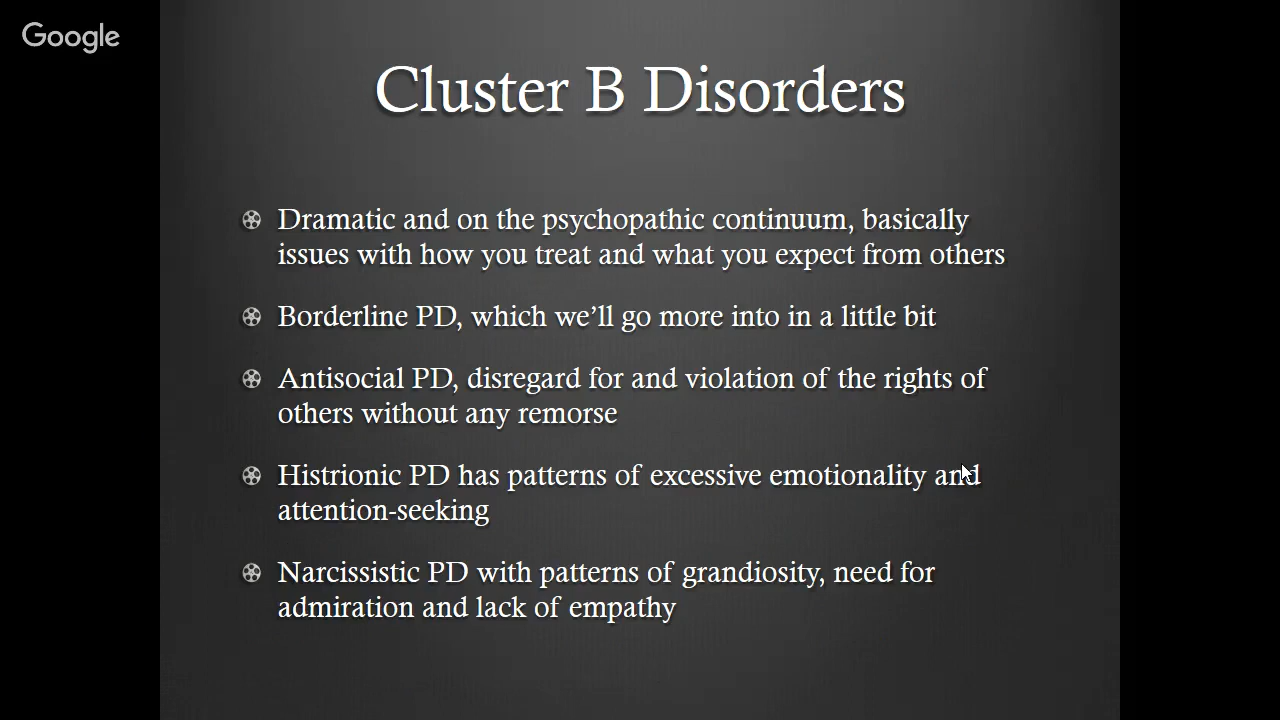 Google
Cluster B Disorders
Dramatic and on the psychopathic continuum, basically
issues with how you treat and what you expect from others
Borderline PD, which we’ll go more into in a little bit
Antisocial PD, disregard for and violation of the rights of
others without any remorse
Histrionic PD has patterns of excessive emotionality and
attention-seeking
Narcissistic PD with patterns of grandiosity, need for
admiration and lack of empathy